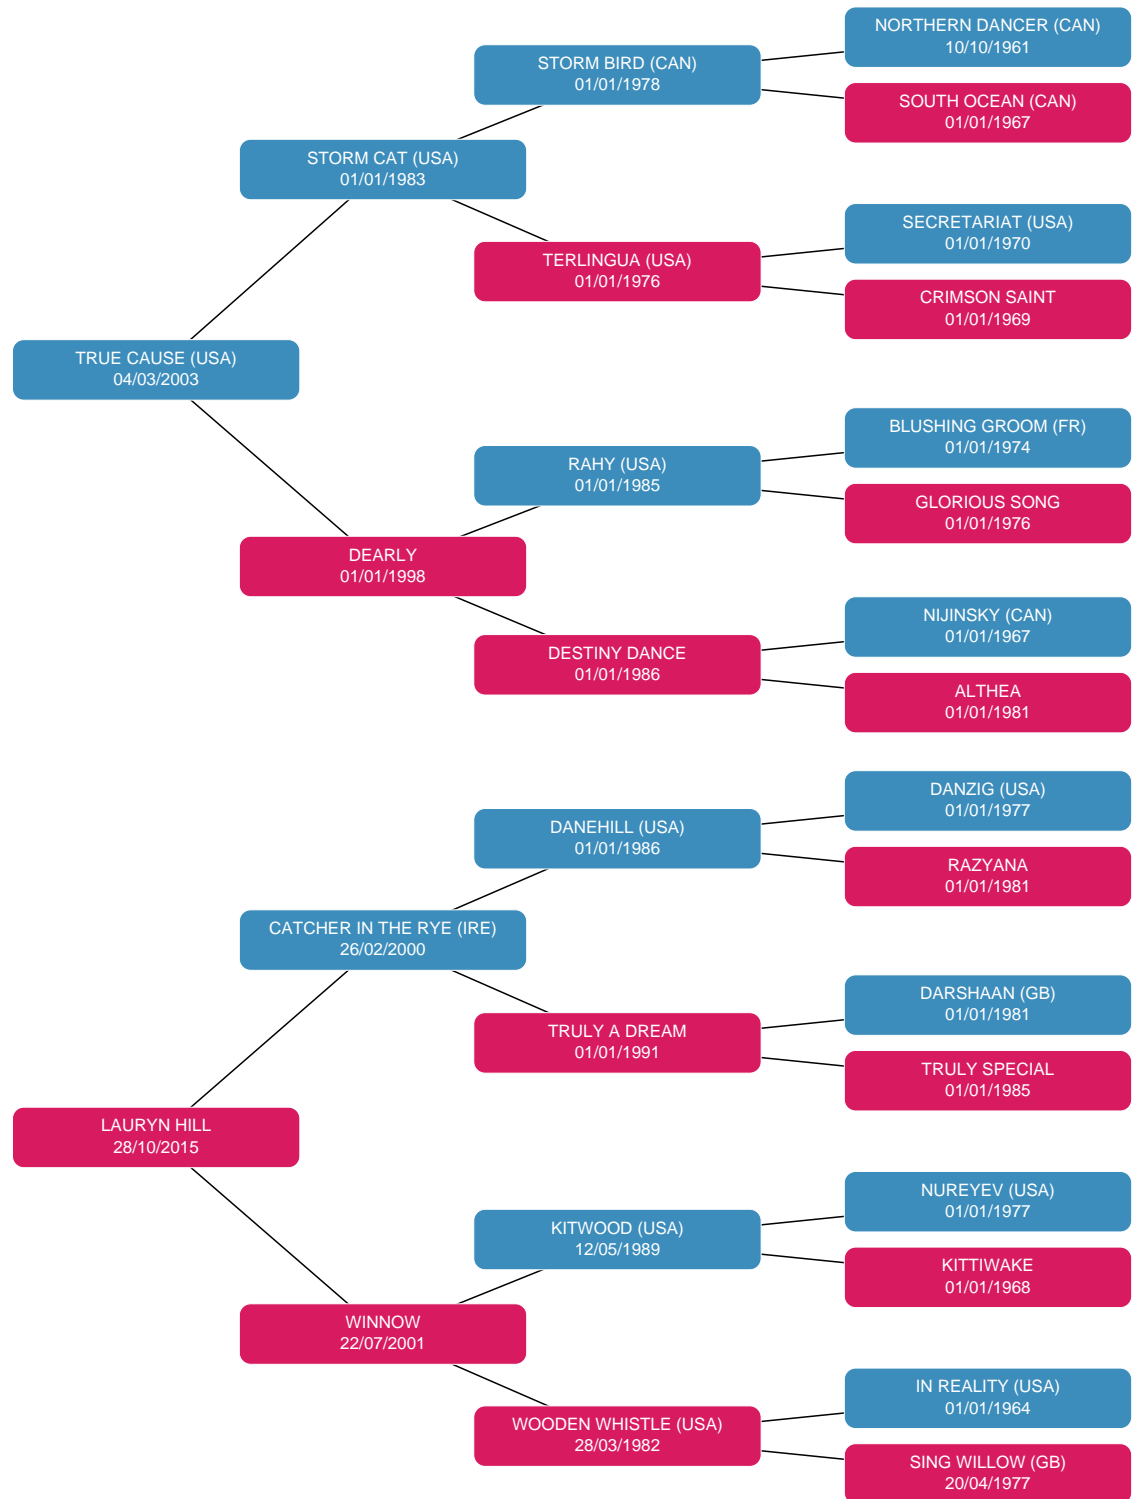 NORTHERN DANCER (CAN)
10/10/1961
STORM BIRD (CAN)
01/01/1978
SOUTH OCEAN (CAN)
01/01/1967
STORM CAT (USA)
01/01/1983
SECRETARIAT (USA)
01/01/1970
TERLINGUA (USA)
01/01/1976
CRIMSON SAINT
01/01/1969
TRUE CAUSE (USA)
04/03/2003
BLUSHING GROOM (FR)
01/01/1974
RAHY (USA)
01/01/1985
GLORIOUS SONG
01/01/1976
DEARLY
01/01/1998
NIJINSKY (CAN)
01/01/1967
DESTINY DANCE
01/01/1986
ALTHEA
01/01/1981
DANZIG (USA)
01/01/1977
DANEHILL (USA)
01/01/1986
RAZYANA
01/01/1981
CATCHER IN THE RYE (IRE)
26/02/2000
DARSHAAN (GB)
01/01/1981
TRULY A DREAM
01/01/1991
TRULY SPECIAL
01/01/1985
LAURYN HILL
28/10/2015
NUREYEV (USA)
01/01/1977
KITWOOD (USA)
12/05/1989
KITTIWAKE
01/01/1968
WINNOW
22/07/2001
IN REALITY (USA)
01/01/1964
WOODEN WHISTLE (USA)
28/03/1982
SING WILLOW (GB)
20/04/1977